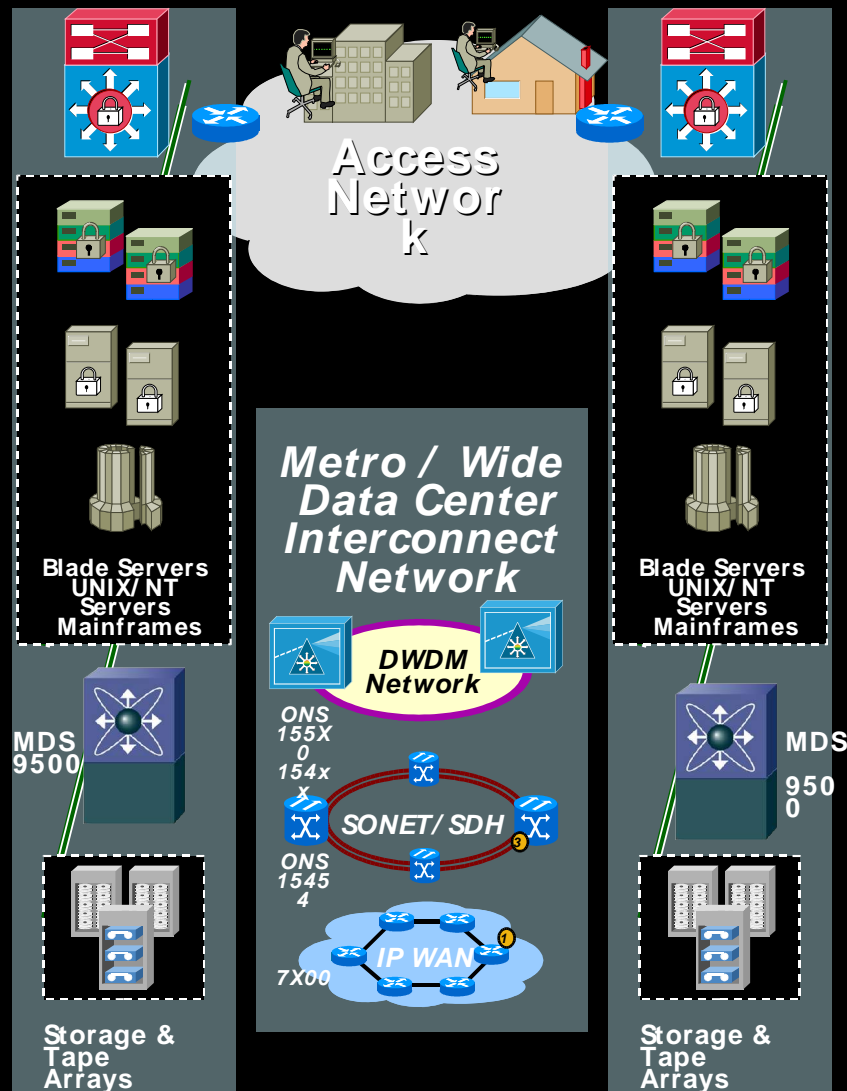 Access
Networ
k
Blade Servers
UNIX/ NT
Servers
Mainframes
MDS
9500
Storage &
Tape
Arrays
Metro / Wide
Data Center
Interconnect
Network
DWDM
Network
ONS
155X
0
154x
x
SONET/ SDH
3
ONS
1545
4
IP WAN
1
7X00
Blade Servers
UNIX/ NT
Servers
Mainframes
MDS
950
0
Storage &
Tape
Arrays